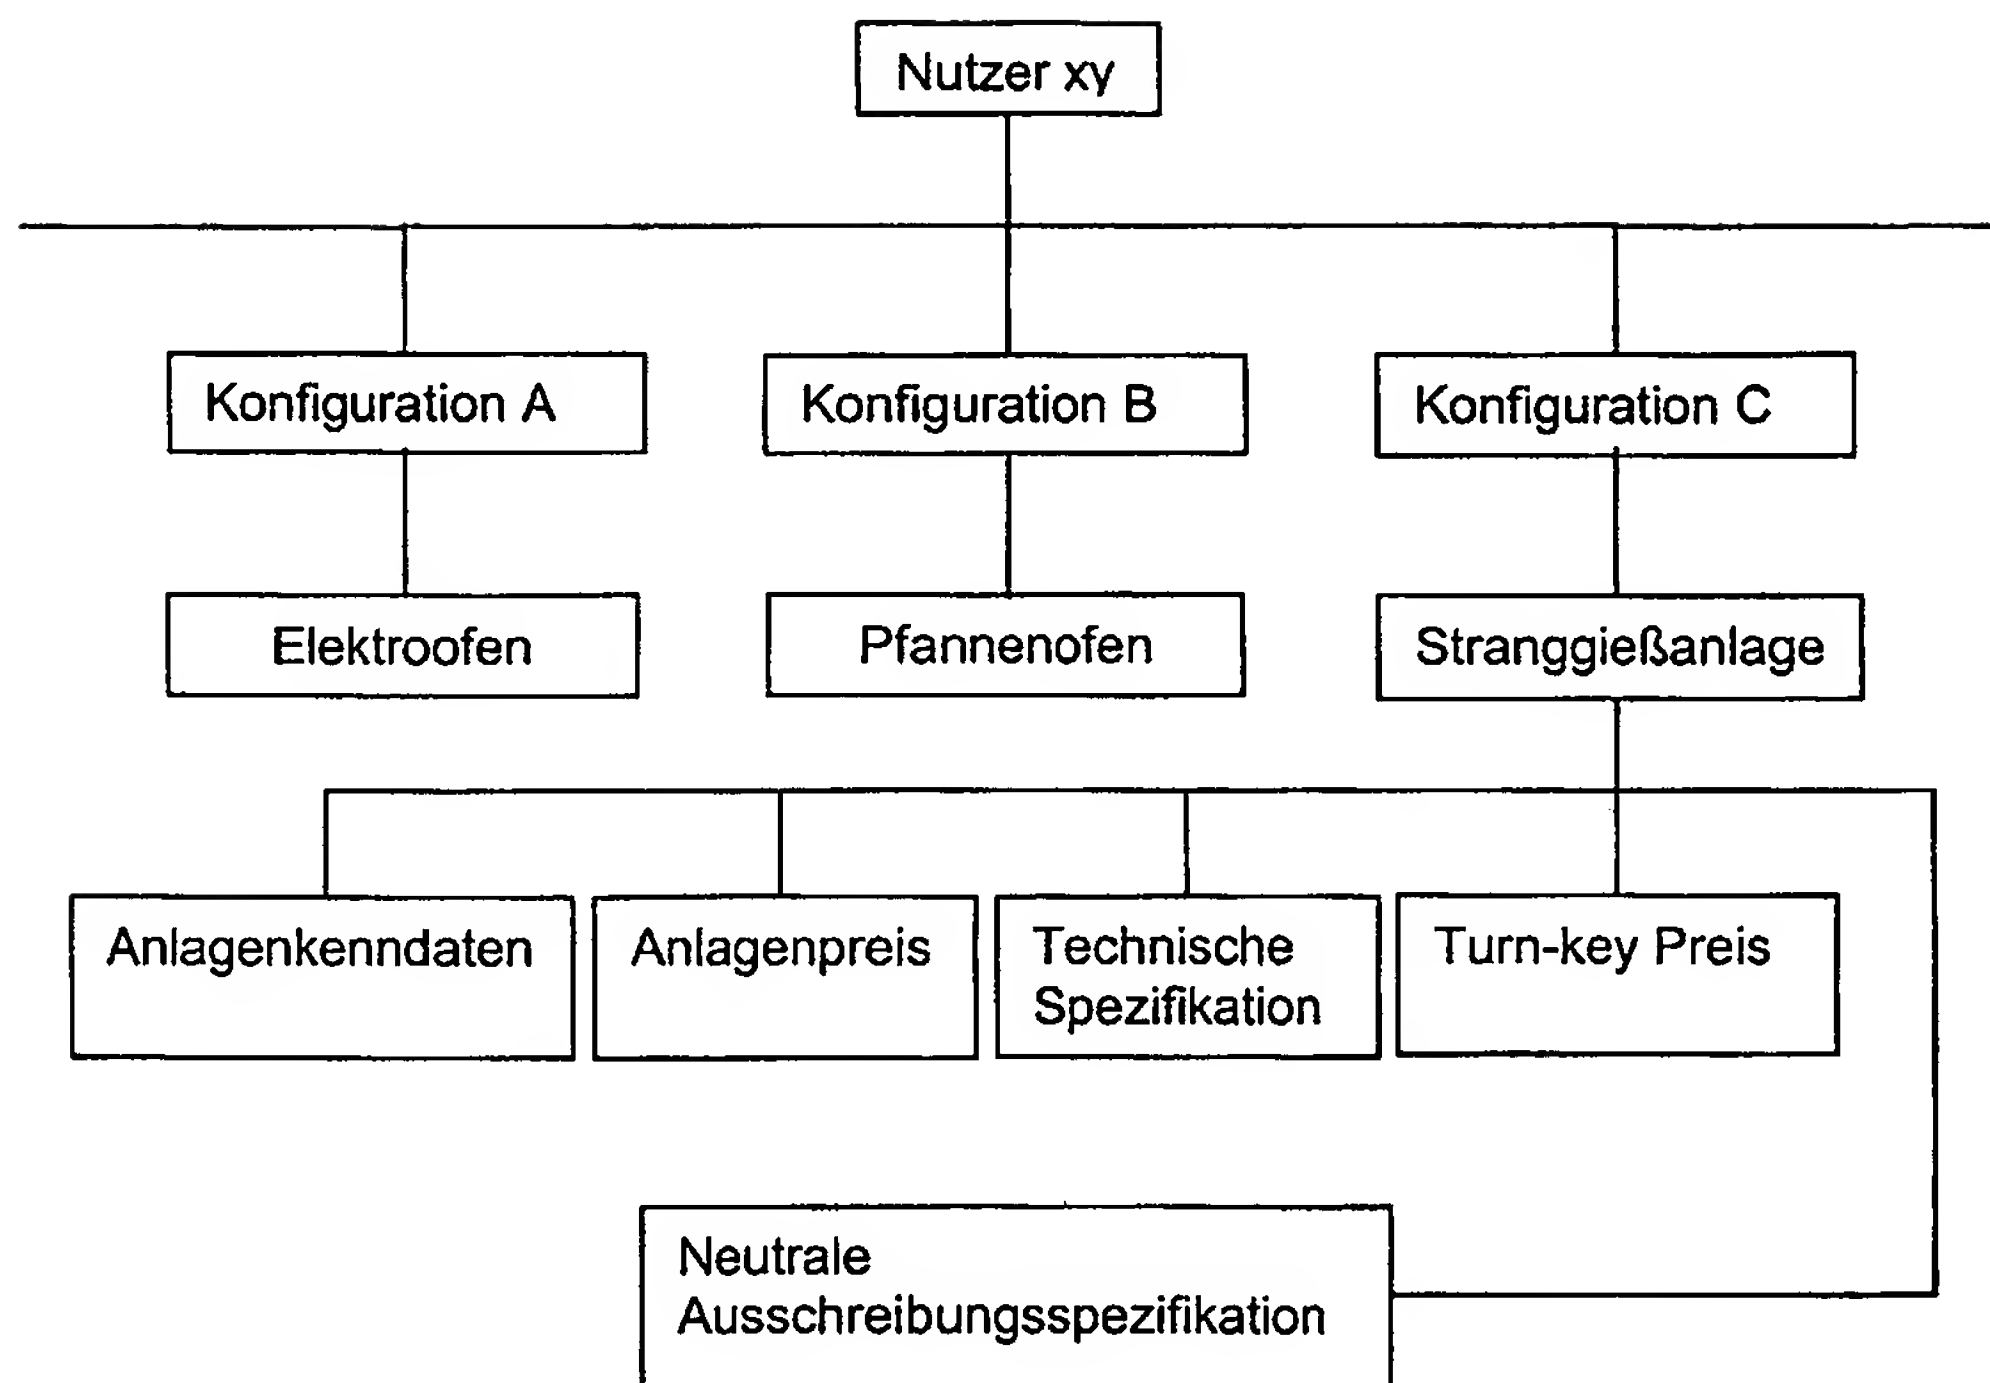 Nutzer xy
Konfiguration A
Konfiguration B
Konfiguration C
Elektroofen
Pfannenofen
Stranggießanlage
Anlagenkenndaten
Anlagenpreis
Technische
Spezifikation
Turn-key Preis
Neutrale
Ausschreibungsspezifikation